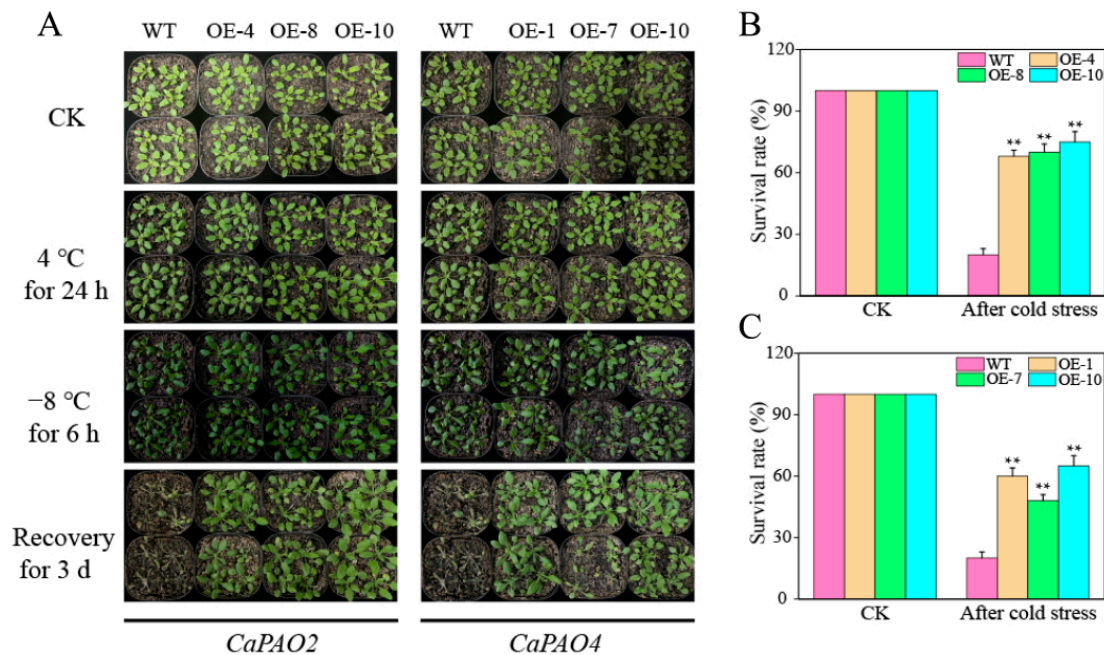 A
WT OE-4 OE-8 OE-10
WT OE-1 OE-7 OE-10
CK
4 °C
for 24 h
−8 °C
for 6 h
Recovery
for 3 d
CaPAO2
CaPAO4
B
Survival rate (%)
120
90
60
30
0
WT OE-4
OE-8 OE-10
** ** **
CK After cold stress
C
Survival rate (%)
120
90
60
30
0
WT OE-1
OE-7 OE-10
** ** **
CK After cold stress